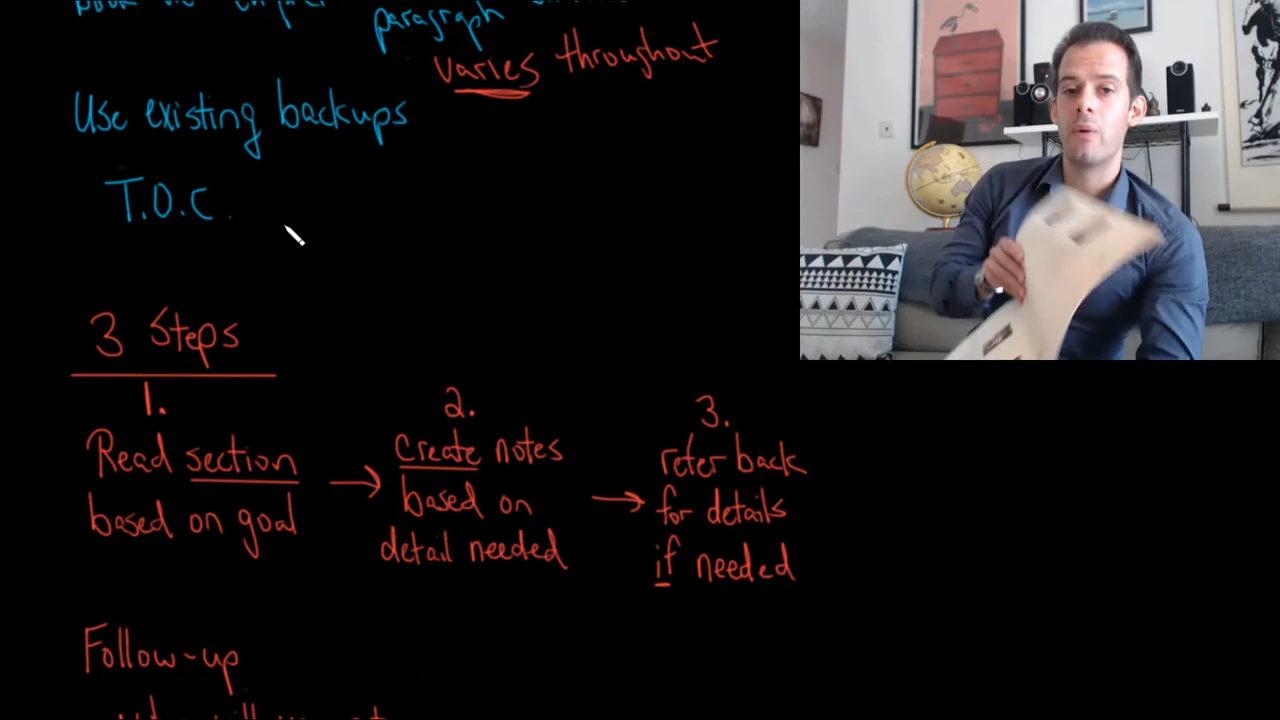 paragraph
varies throughout
Use existing backups
T.O.C.
3 Steps
1.
Read section
based on goal
2.
create notes
based on
detail needed
3.
refer back
for details
if needed
Follow-up